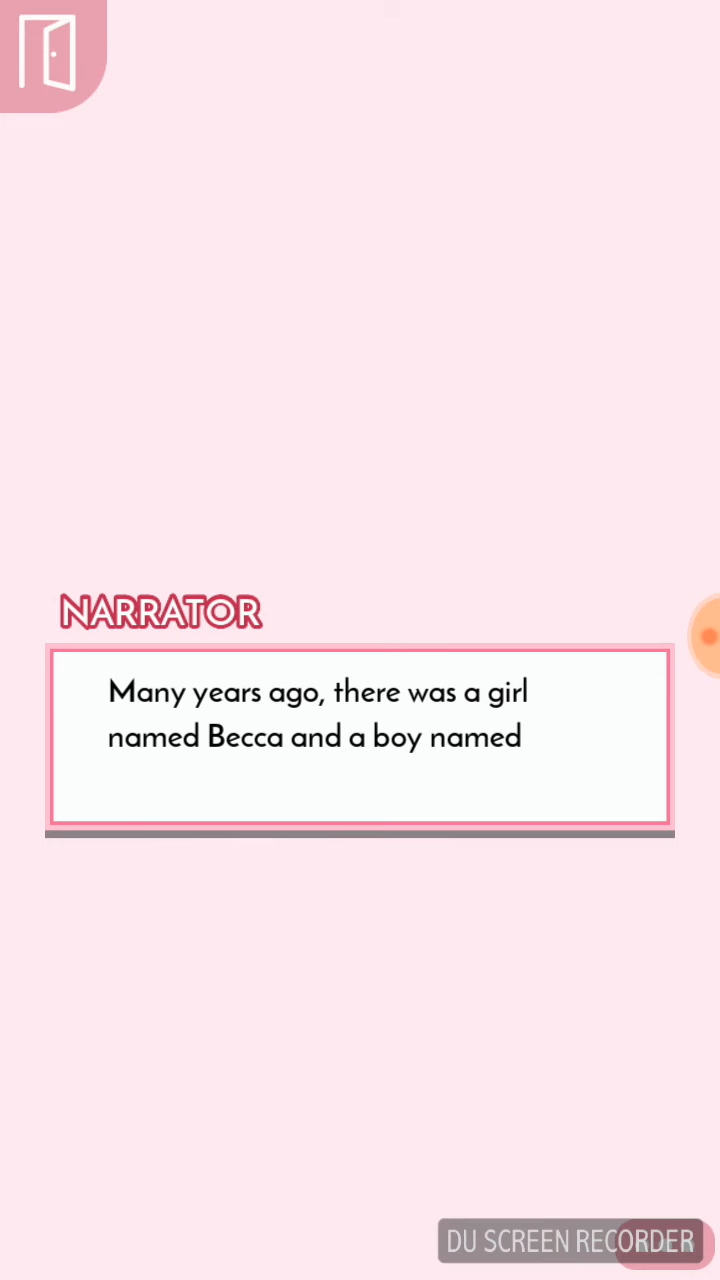 NARRATOR
Many years ago, there was a girl
named Becca and a boy named
DU SCREEN RECORDER